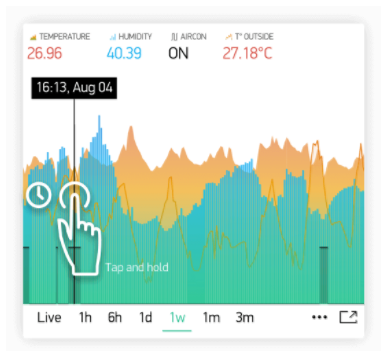 TEMPERATURE HUMIDITY AIRCON T° OUTSIDE
26.96 40.39 ON 27.18°C
16:13, Aug 04
Tap and hold
Live 1h 6h 1d 1w 1m 3m